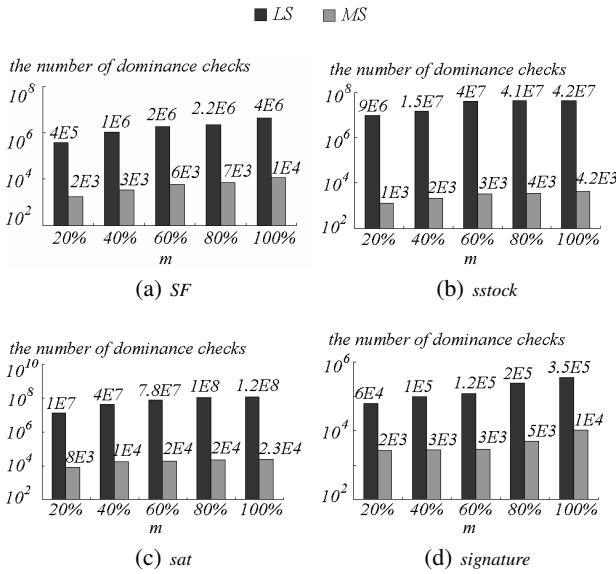 LS MS
the number of dominance checks
10^8
10^6
10^4
10^2
4E5 1E6 2E6 2.2E6 4E6
2E3 3E3 6E3 7E3 1E4
20% 40% 60% 80% 100%
m
(a) SF
the number of dominance checks
10^8
10^6
10^4
10^2
9E6 1.5E7 4E7 4.1E7 4.2E7
1E3 2E3 3E3 4E3 4.2E3
20% 40% 60% 80% 100%
m
(b) sstock
the number of dominance checks
10^10
10^8
10^6
10^4
10^2
1E7 4E7 7.8E7 1E8 1.2E8
8E3 1E4 2E4 2E4 2.3E4
20% 40% 60% 80% 100%
m
(c) sat
the number of dominance checks
10^6
10^4
10^2
6E4 1E5 1.2E5 2E5 3.5E5
2E3 3E3 3E3 5E3 1E4
20% 40% 60% 80% 100%
m
(d) signature